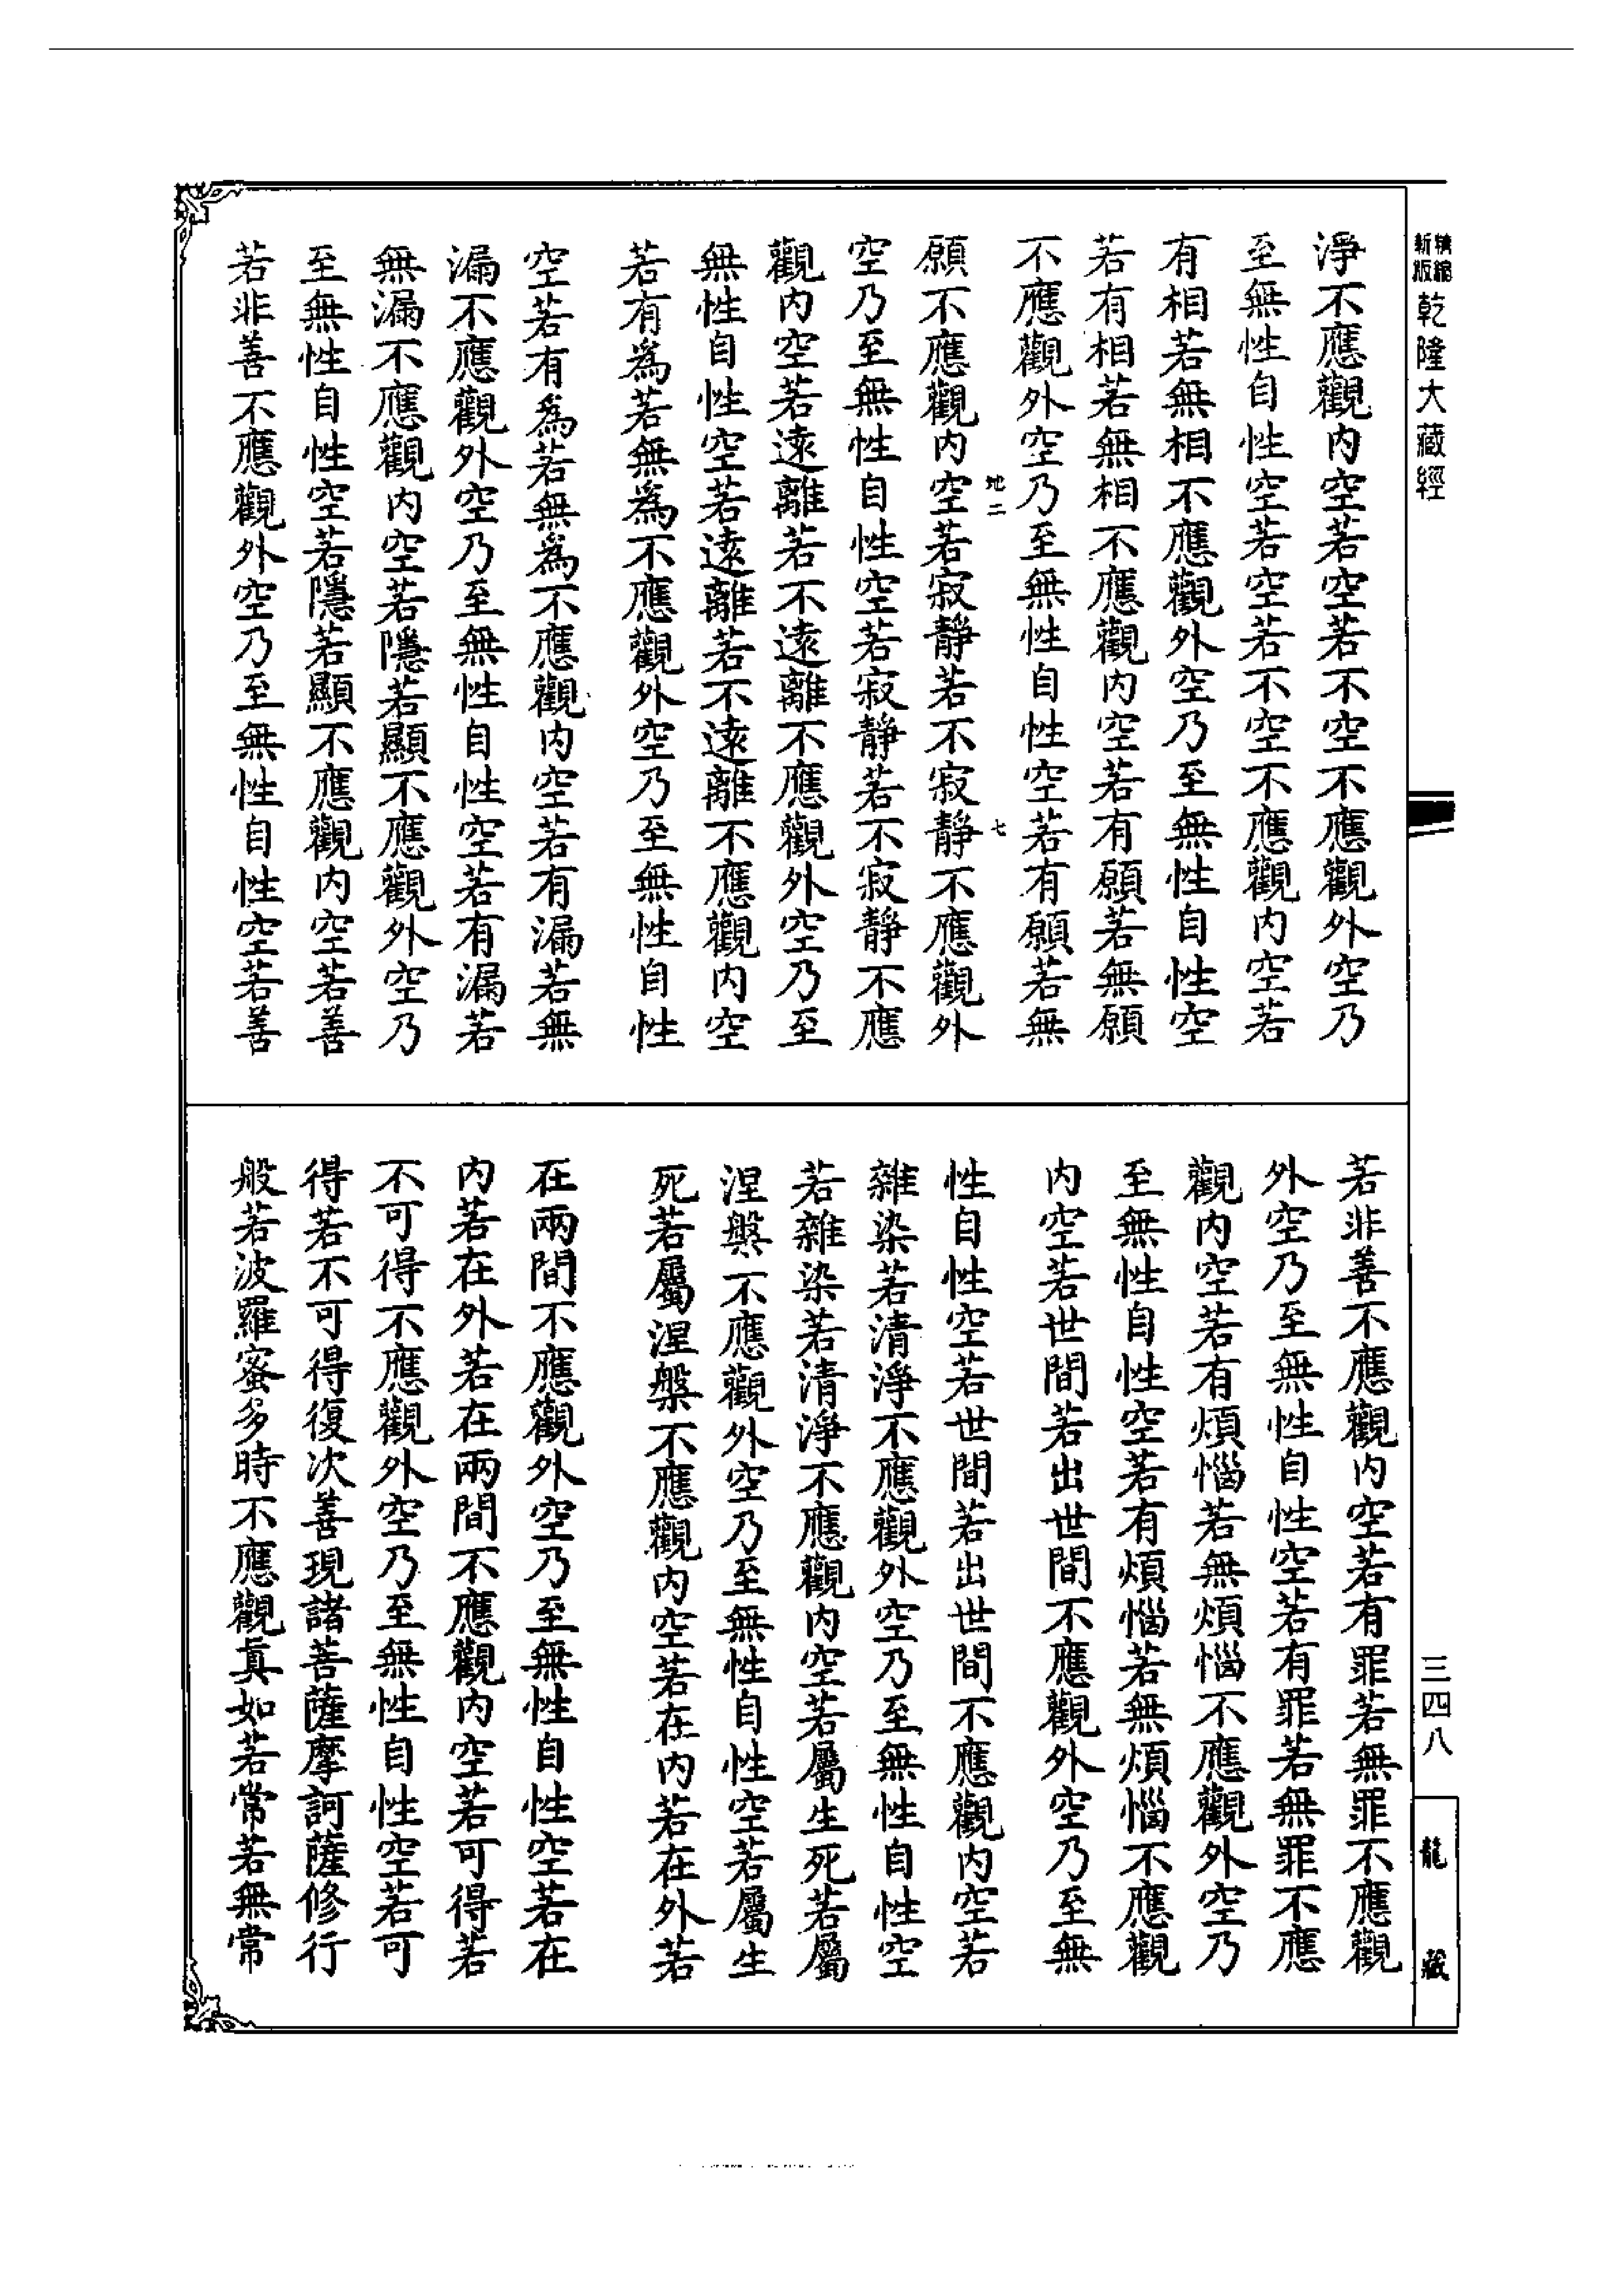 精縮
新版
乾隆大藏經
淨不應觀內空若空若不空不應觀外空乃
至無性自性空若空若不空不應觀內空若
有相若無相不應觀外空乃至無性自性空
若有相若無相不應觀內空若有願若無願
不應觀外空乃至無性自性空若有願若無
地二
七
願不應觀內空若寂靜若不寂靜不應觀外
空乃至無性自性空若寂靜若不寂靜不應
觀內空若遠離若不遠離不應觀外空乃至
無性自性空若遠離若不遠離不應觀內空
若有為若無為不應觀外空乃至無性自性
空若有為若無為不應觀內空若有漏若無
漏不應觀外空乃至無性自性空若有漏若
無漏不應觀內空若隱若顯不應觀外空乃
至無性自性空若隱若顯不應觀內空若善
若非善不應觀外空乃至無性自性空若善
若非善不應觀內空若有罪若無罪不應觀
外空乃至無性自性空若有罪若無罪不應
觀內空若有煩惱若無煩惱不應觀外空乃
至無性自性空若有煩惱若無煩惱不應觀
內空若世間若出世間不應觀外空乃至無
性自性空若世間若出世間不應觀內空若
雜染若清淨不應觀外空乃至無性自性空
若雜染若清淨不應觀內空若屬生死若屬
涅槃不應觀外空乃至無性自性空若屬生
死若屬涅槃不應觀內空若在內若在外若
在兩間不應觀外空乃至無性自性空若在
內若在外若在兩間不應觀內空若可得若
不可得不應觀外空乃至無性自性空若可
得若不可得復次善現諸菩薩摩訶薩修行
般若波羅蜜多時不應觀真如若常若無常
三四八
龍藏